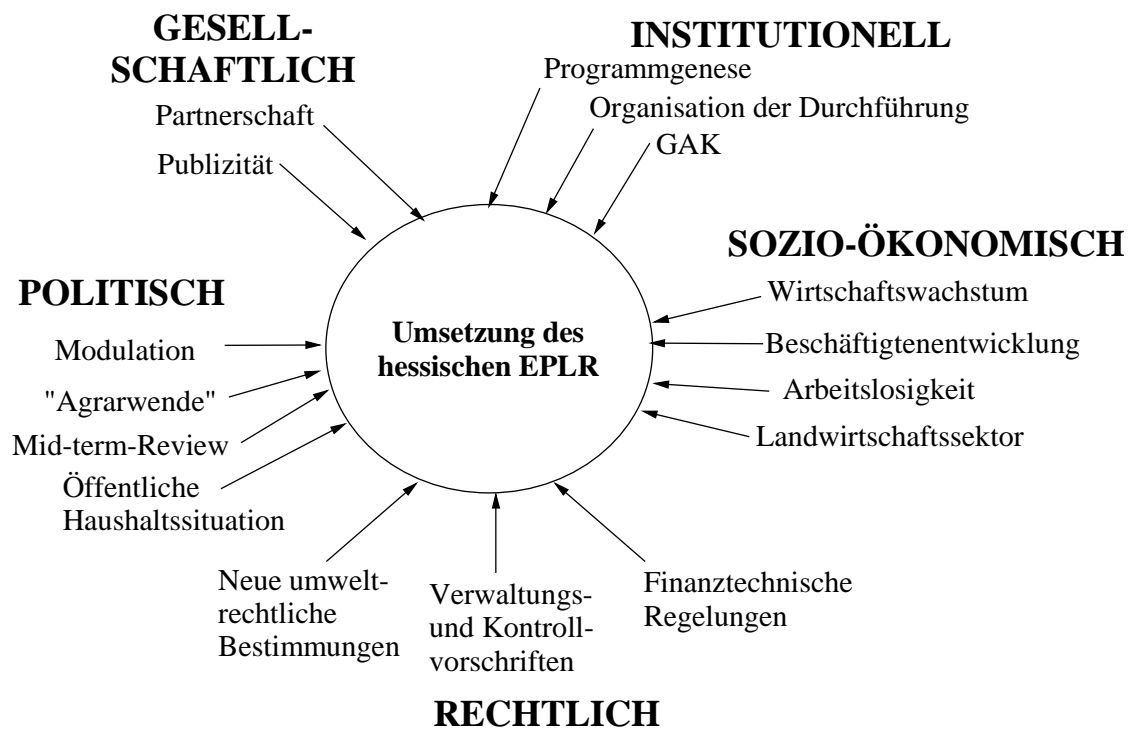 GESELL-
SCHAFTLICH
Partnerschaft
Publizität
INSTITUTIONELL
Programmgenese
Organisation der Durchführung
GAK
SOZIO-ÖKONOMISCH
Wirtschaftswachstum
Beschäftigtenentwicklung
Arbeitslosigkeit
Landwirtschaftssektor
POLITISCH
Modulation
"Agrarwende"
Mid-term-Review
Öffentliche
Haushaltssituation
Umsetzung des
hessischen EPLR
Neue umwelt-
rechtliche
Bestimmungen
Verwaltungs-
und Kontroll-
vorschriften
Finanztechnische
Regelungen
RECHTLICH